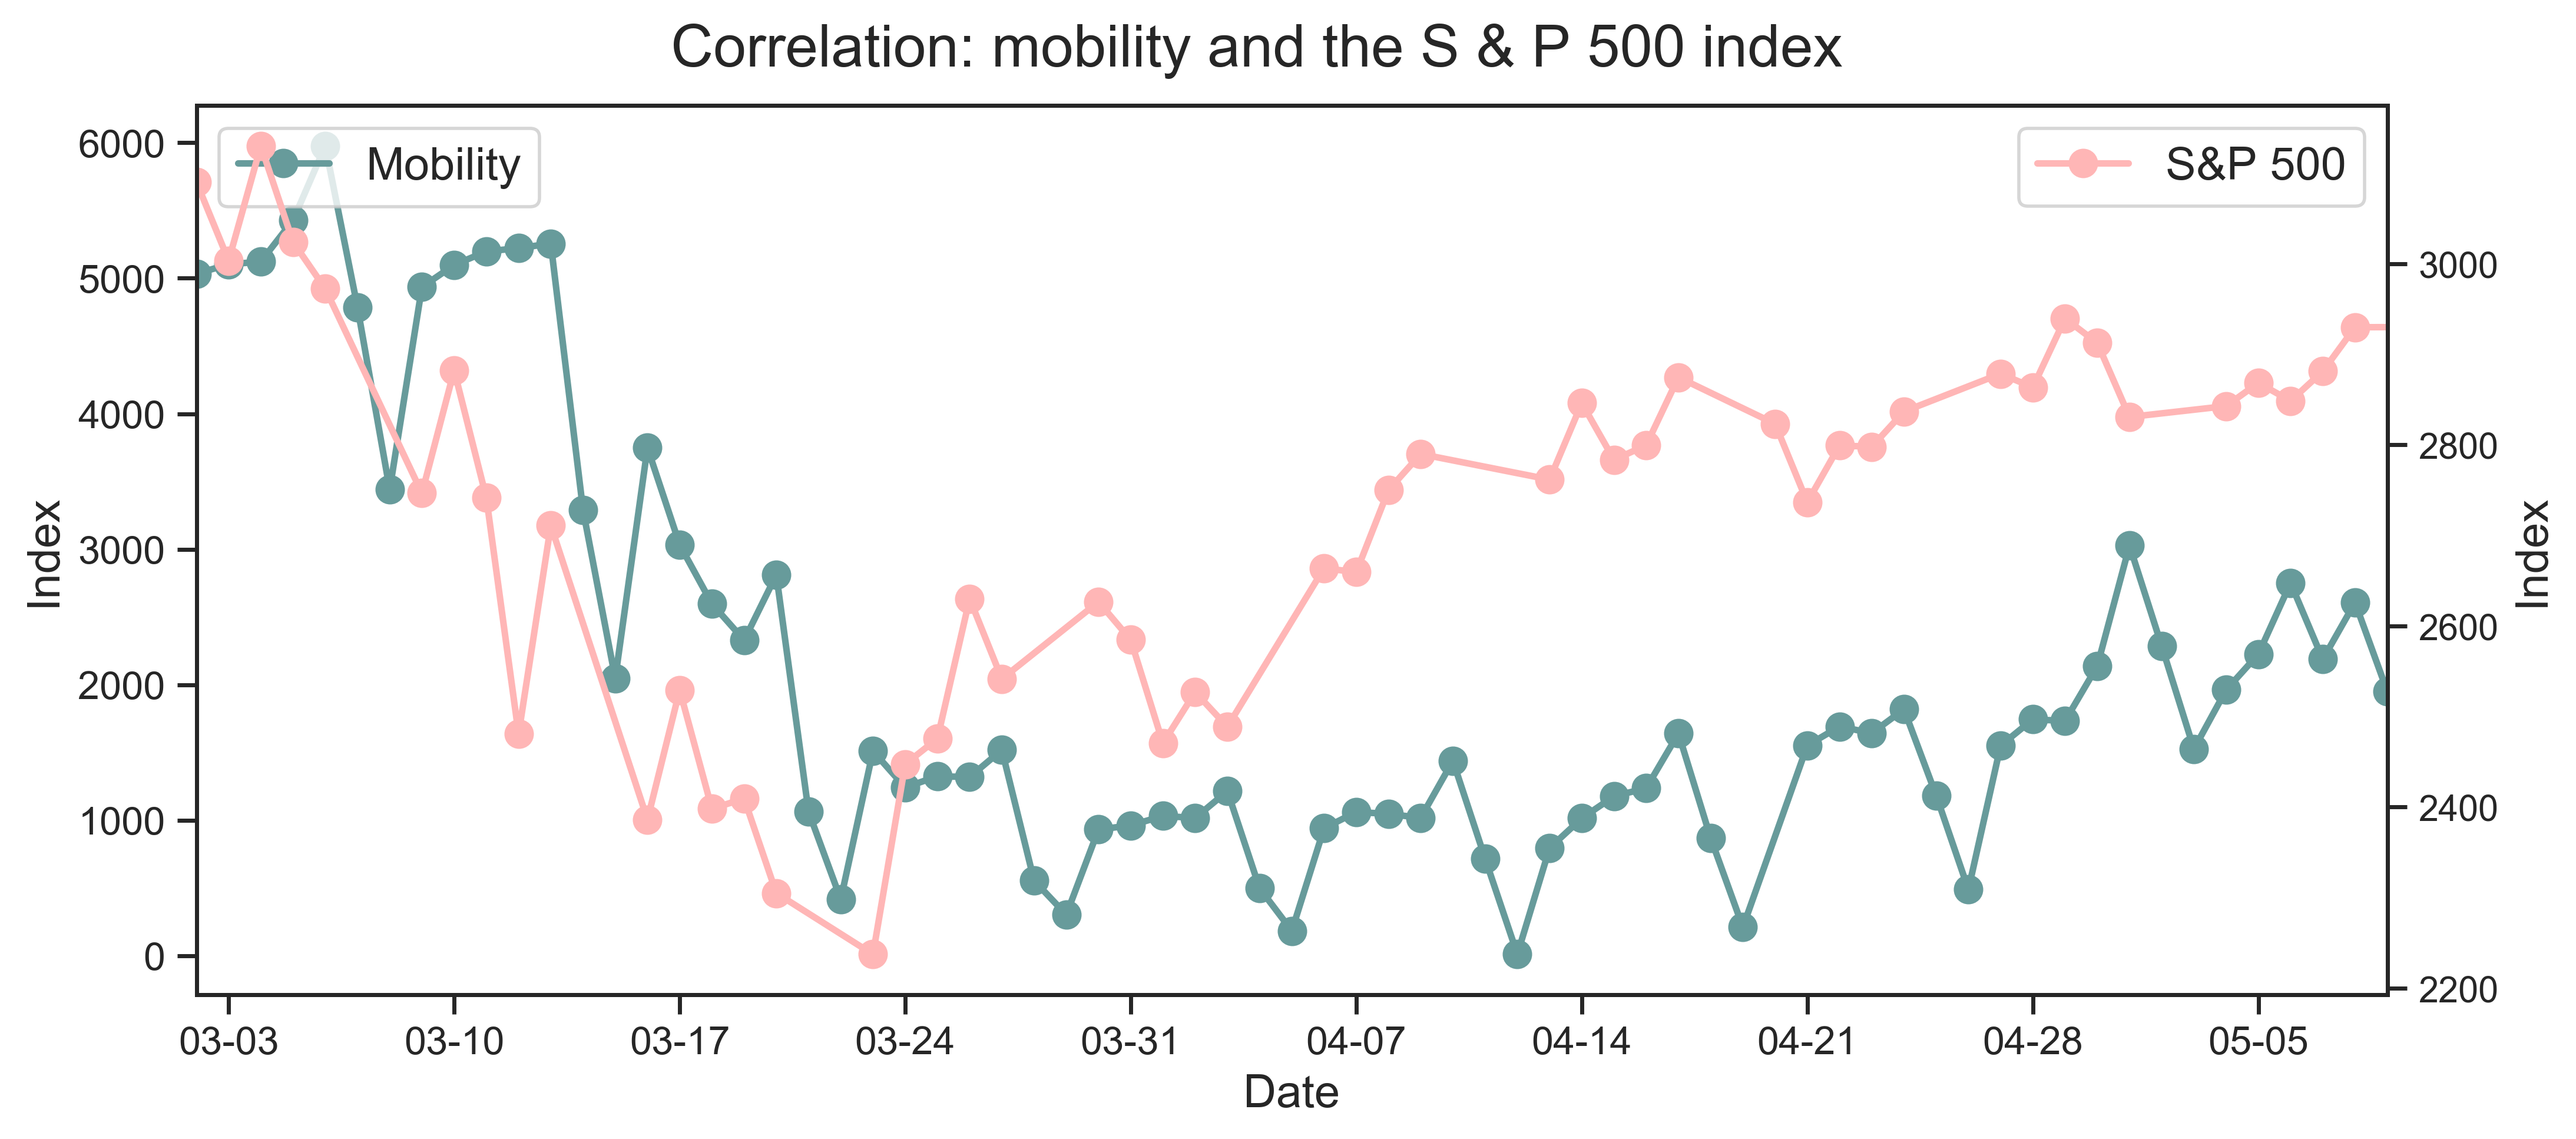 Correlation: mobility and the S & P 500 index
Mobility
S&P 500
6000
5000
4000
3000
2000
1000
0
Index
3000
2800
2600
2400
2200
Index
03-03 03-10 03-17 03-24 03-31 04-07 04-14 04-21 04-28 05-05
Date